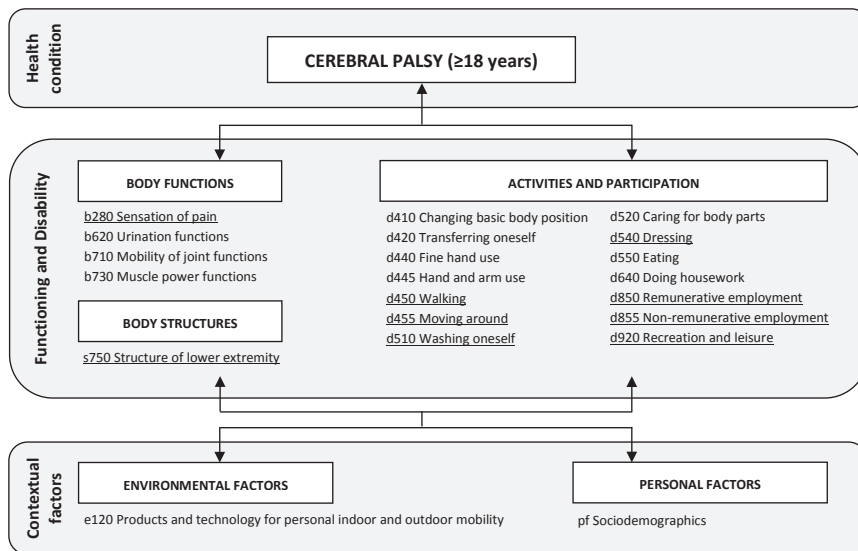 Health
condition
CEREBRAL PALSY (≥18 years)
Functioning and Disability
BODY FUNCTIONS
b280 Sensation of pain
b620 Urination functions
b710 Mobility of joint functions
b730 Muscle power functions
BODY STRUCTURES
s750 Structure of lower extremity
ACTIVITIES AND PARTICIPATION
d410 Changing basic body position
d420 Transferring oneself
d440 Fine hand use
d445 Hand and arm use
d450 Walking
d455 Moving around
d510 Washing oneself
d520 Caring for body parts
d540 Dressing
d550 Eating
d640 Doing housework
d850 Remunerative employment
d855 Non-remunerative employment
d920 Recreation and leisure
Contextual
factors
ENVIRONMENTAL FACTORS
e120 Products and technology for personal indoor and outdoor mobility
PERSONAL FACTORS
pf Sociodemographics